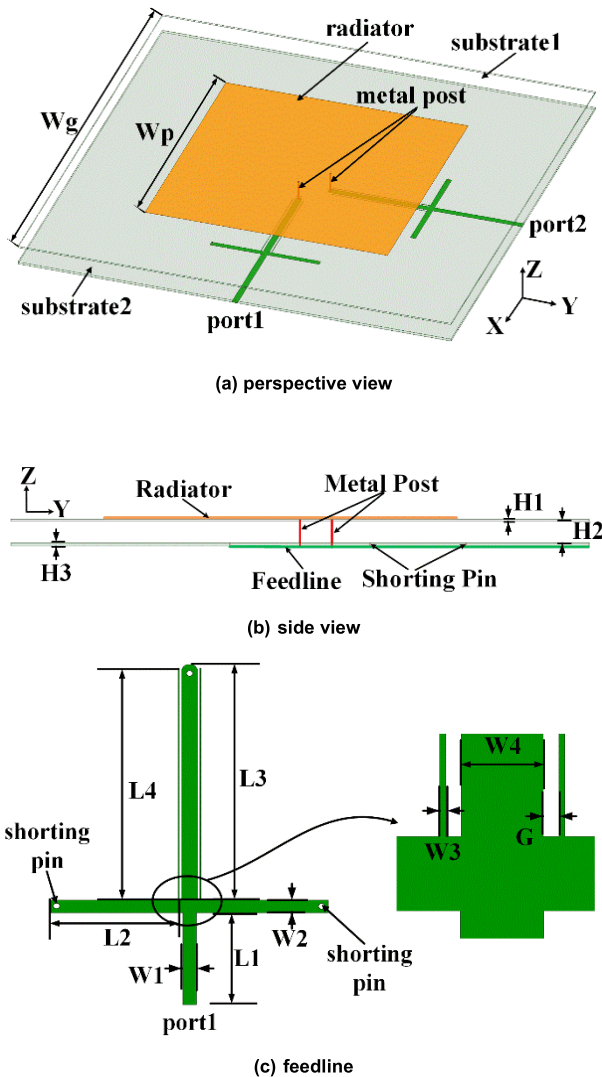 radiator
substrate1
metal post
Wg
Wp
port2
substrate2
port1
Z
Y
X
(a) perspective view
Z
Y
Radiator
Metal Post
H1
H2
H3
Feedline
Shorting Pin
(b) side view
L4
L3
W4
W3
G
shorting
pin
L2
W2
W1
L1
shorting
pin
port1
(c) feedline